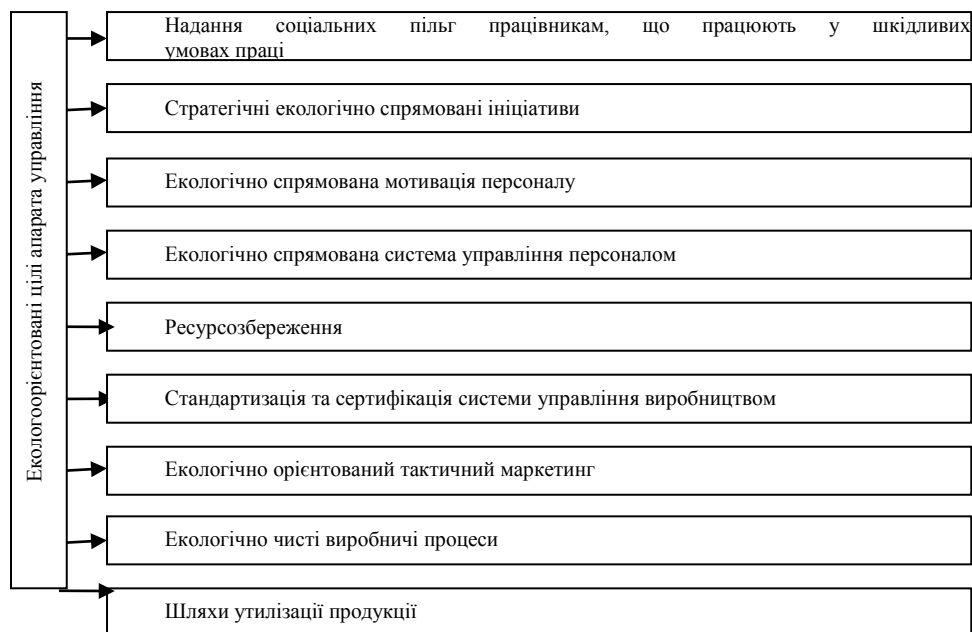 Екологоорієнтовані цілі апарата управління
Надання соціальних пільг працівникам, що працюють у шкідливих
умовах праці
Стратегічні екологічно спрямовані ініціативи
Екологічно спрямована мотивація персоналу
Екологічно спрямована система управління персоналом
Ресурсозбереження
Стандартизація та сертифікація системи управління виробництвом
Екологічно орієнтований тактичний маркетинг
Екологічно чисті виробничі процеси
Шляхи утилізації продукції